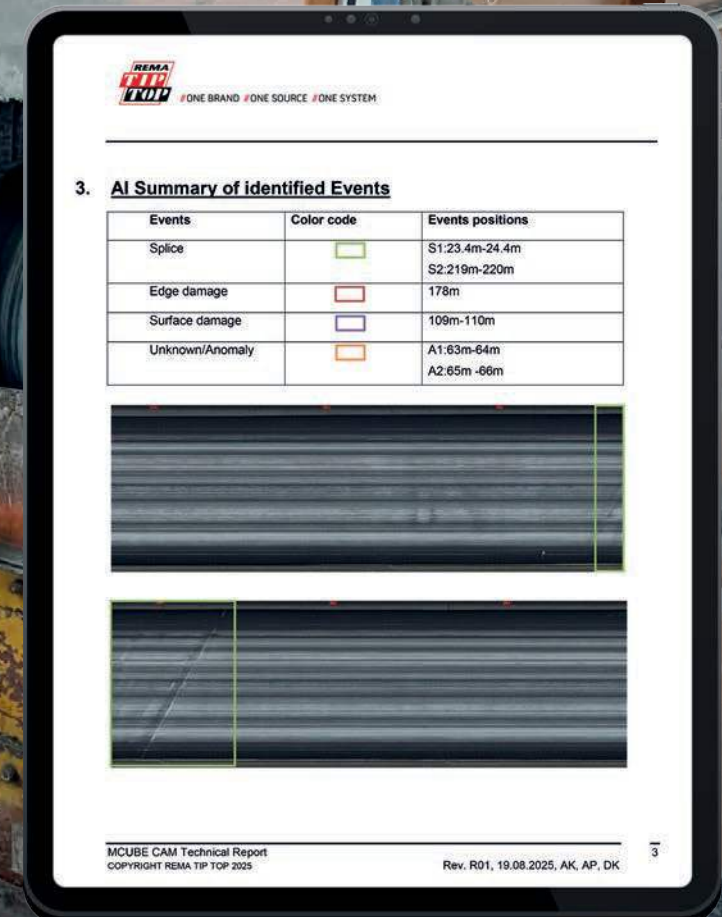 REMA
TIP
TOP
#ONE BRAND #ONE SOURCE #ONE SYSTEM
3. AI Summary of identified Events
Events Color code Events positions
Splice S1:23.4m-24.4m
S2:219m-220m
Edge damage 178m
Surface damage 109m-110m
Unknown/Anomaly A1:63m-64m
A2:65m -66m
MCUBE CAM Technical Report 3
COPYRIGHT REMA TIP TOP 2025 Rev. R01, 19.08.2025, AK, AP, DK